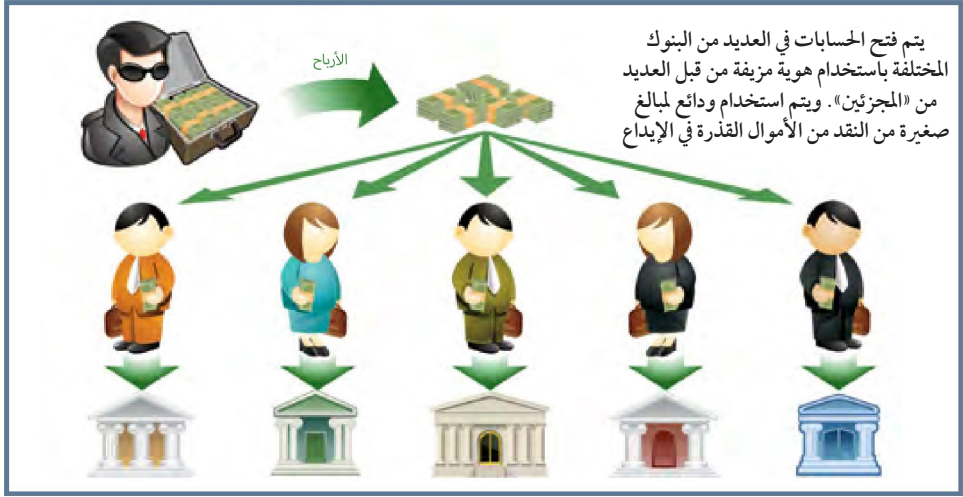 يتم فتح الحسابات في العديد من البنوك
المختلفة باستخدام هوية مزيفة من قبل العديد
من «المجزئين». ويتم استخدام ودائع لمبالغ
صغيرة من النقد من الأموال القذرة في الإيداع
الأرباح